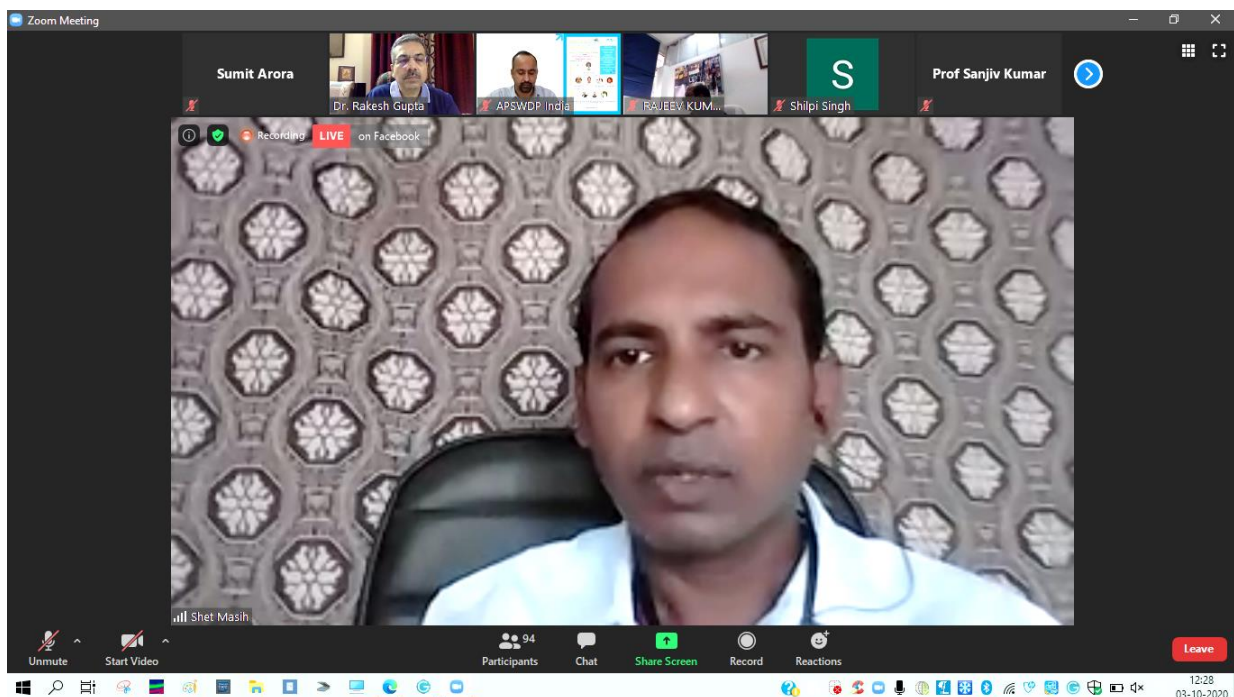 Zoom Meeting
Sumit Arora
Dr. Rakesh Gupta
APSWDP India
RAJEEV KUM...
S
Shilpi Singh
Prof Sanjiv Kumar
Recording LIVE on Facebook
Shet Masih
94
Unmute
Start Video
Participants
Chat
Share Screen
Record
Reactions
Leave
12:28
03-10-2020